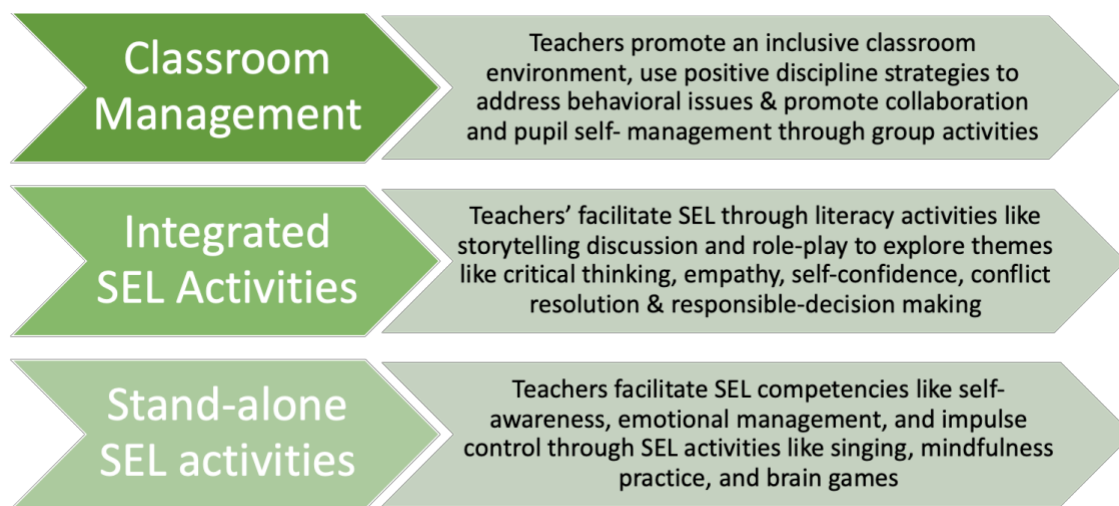 Classroom
Management
Teachers promote an inclusive classroom
environment, use positive discipline strategies to
address behavioral issues & promote collaboration
and pupil self- management through group activities
Integrated
SEL Activities
Teachers’ facilitate SEL through literacy activities like
storytelling discussion and role-play to explore themes
like critical thinking, empathy, self-confidence, conflict
resolution & responsible-decision making
Stand-alone
SEL activities
Teachers facilitate SEL competencies like self-
awareness, emotional management, and impulse
control through SEL activities like singing, mindfulness
practice, and brain games